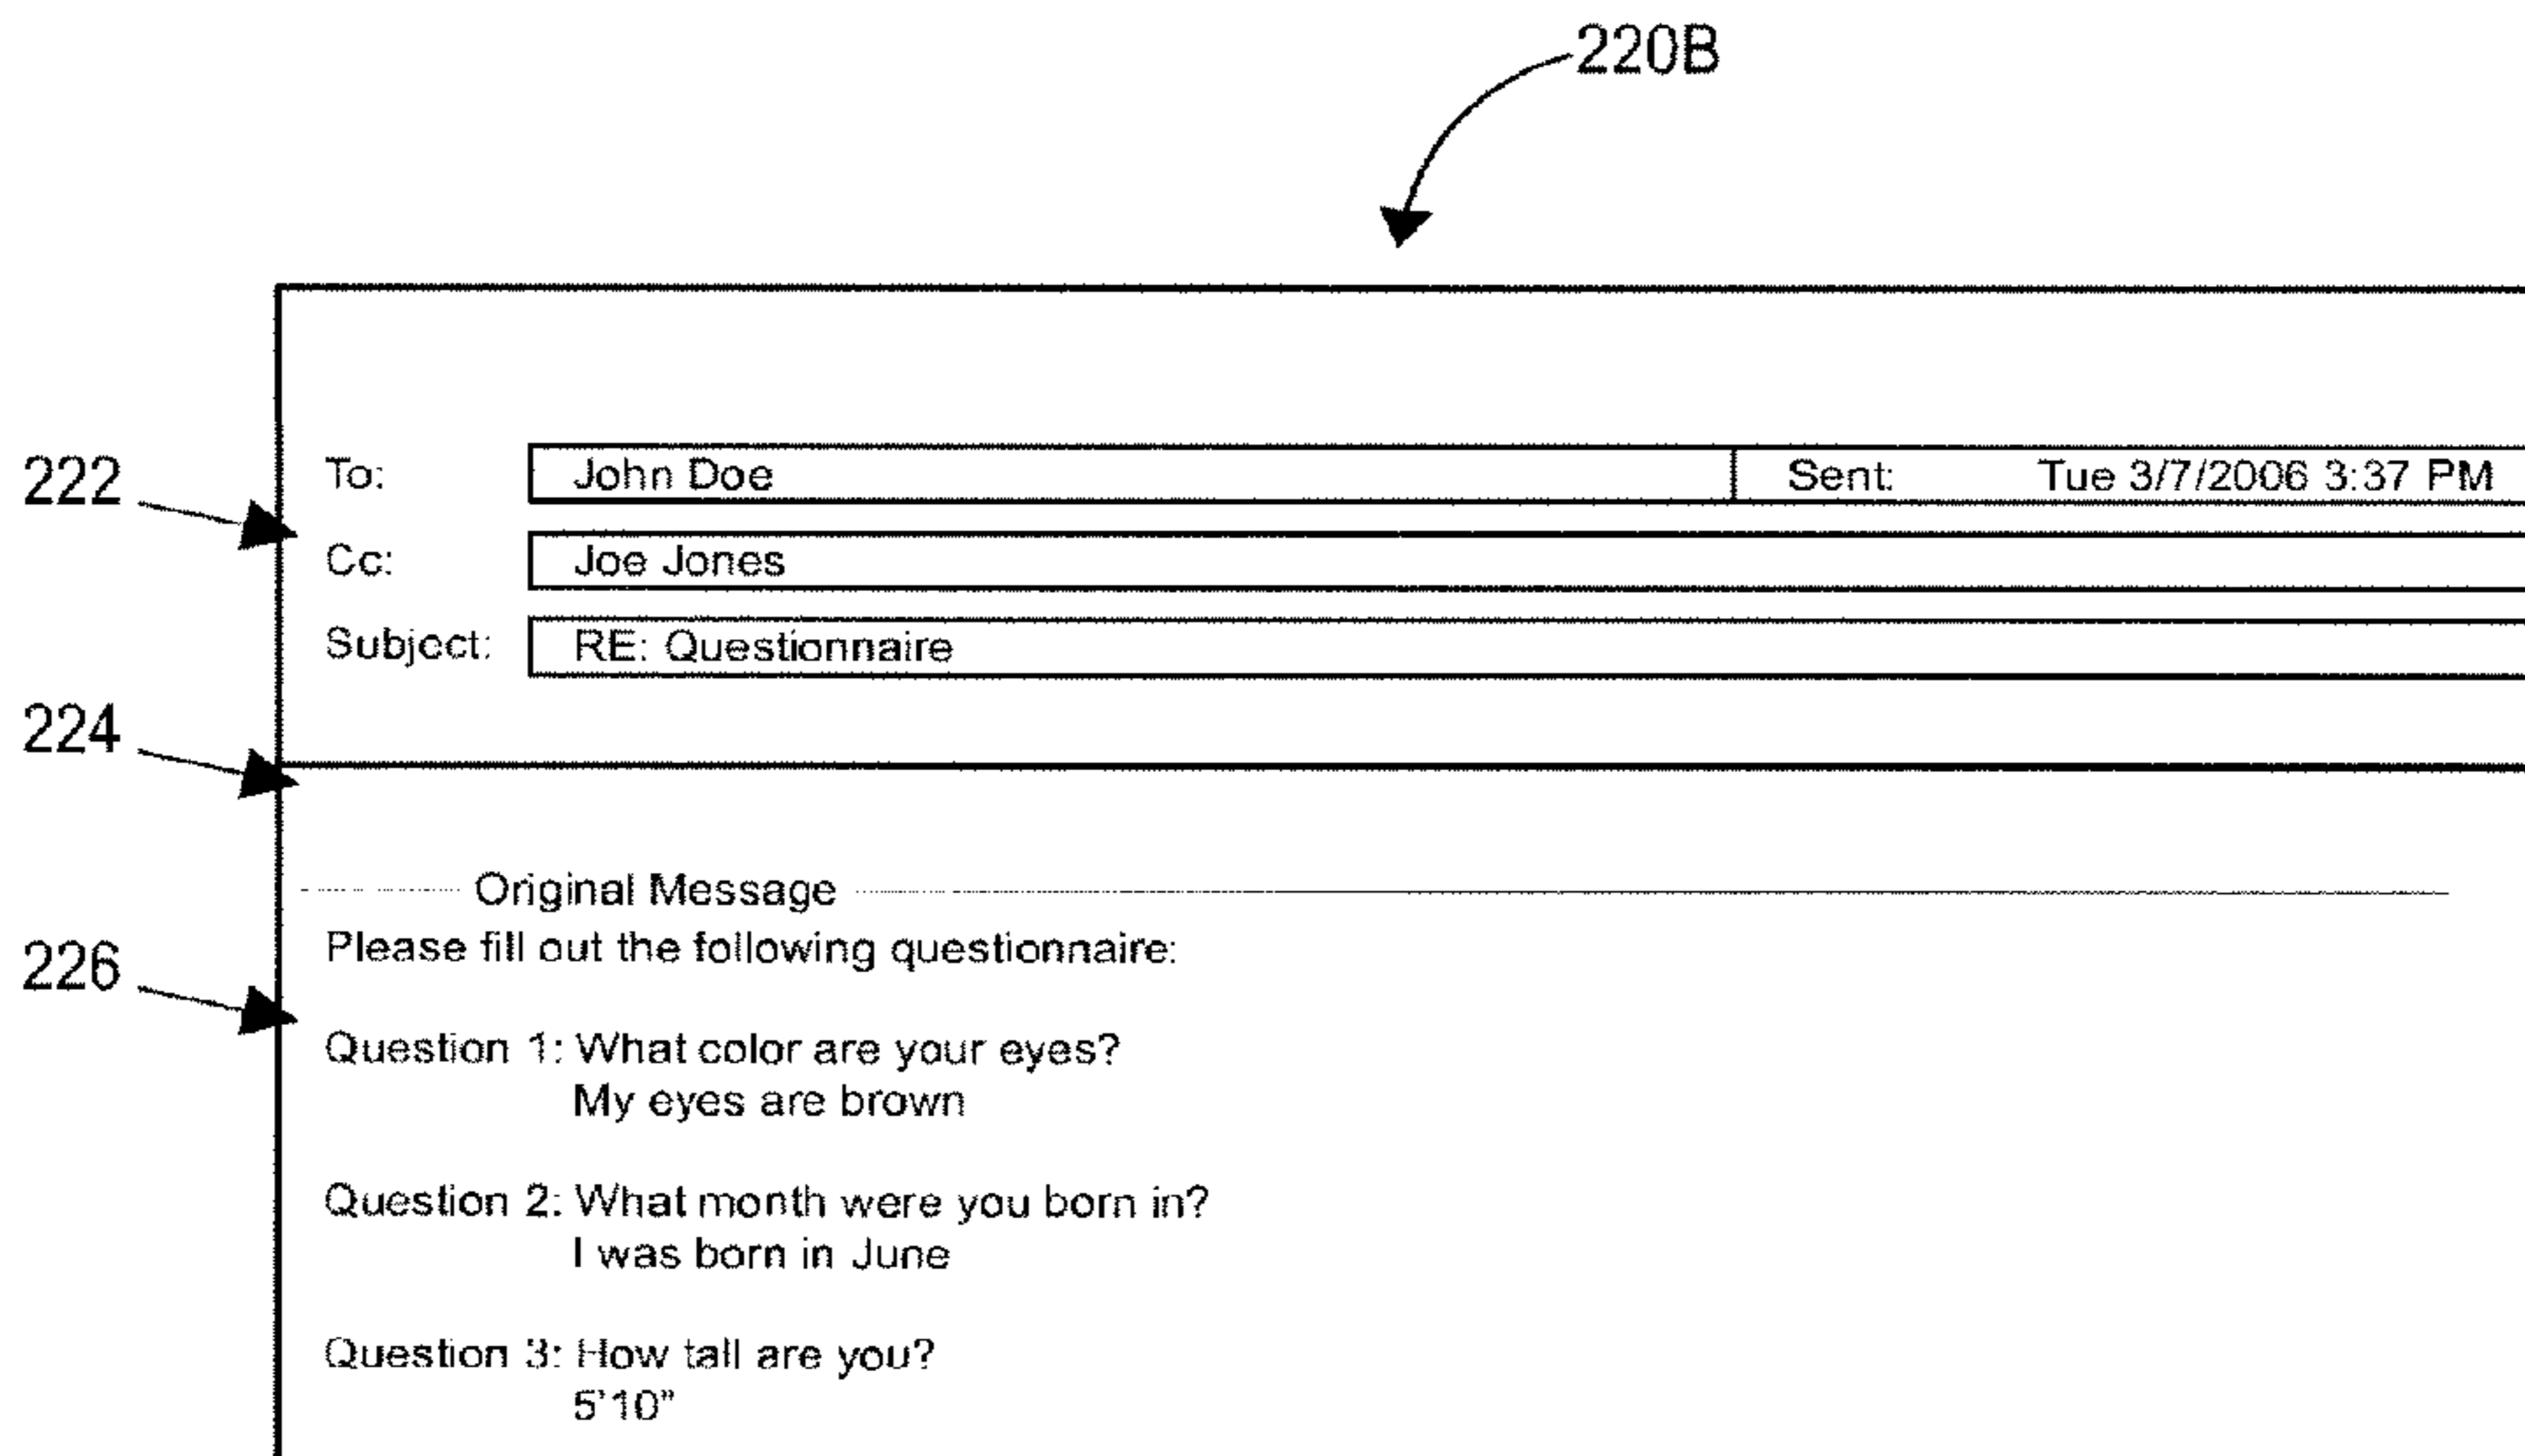 220B
222
To: John Doe Sent: Tue 3/7/2006 3:37 PM
Cc: Joe Jones
Subject: RE: Questionnaire
224
Original Message
Please fill out the following questionnaire:
226
Question 1: What color are your eyes?
My eyes are brown
Question 2: What month were you born in?
I was born in June
Question 3: How tall are you?
5'10"